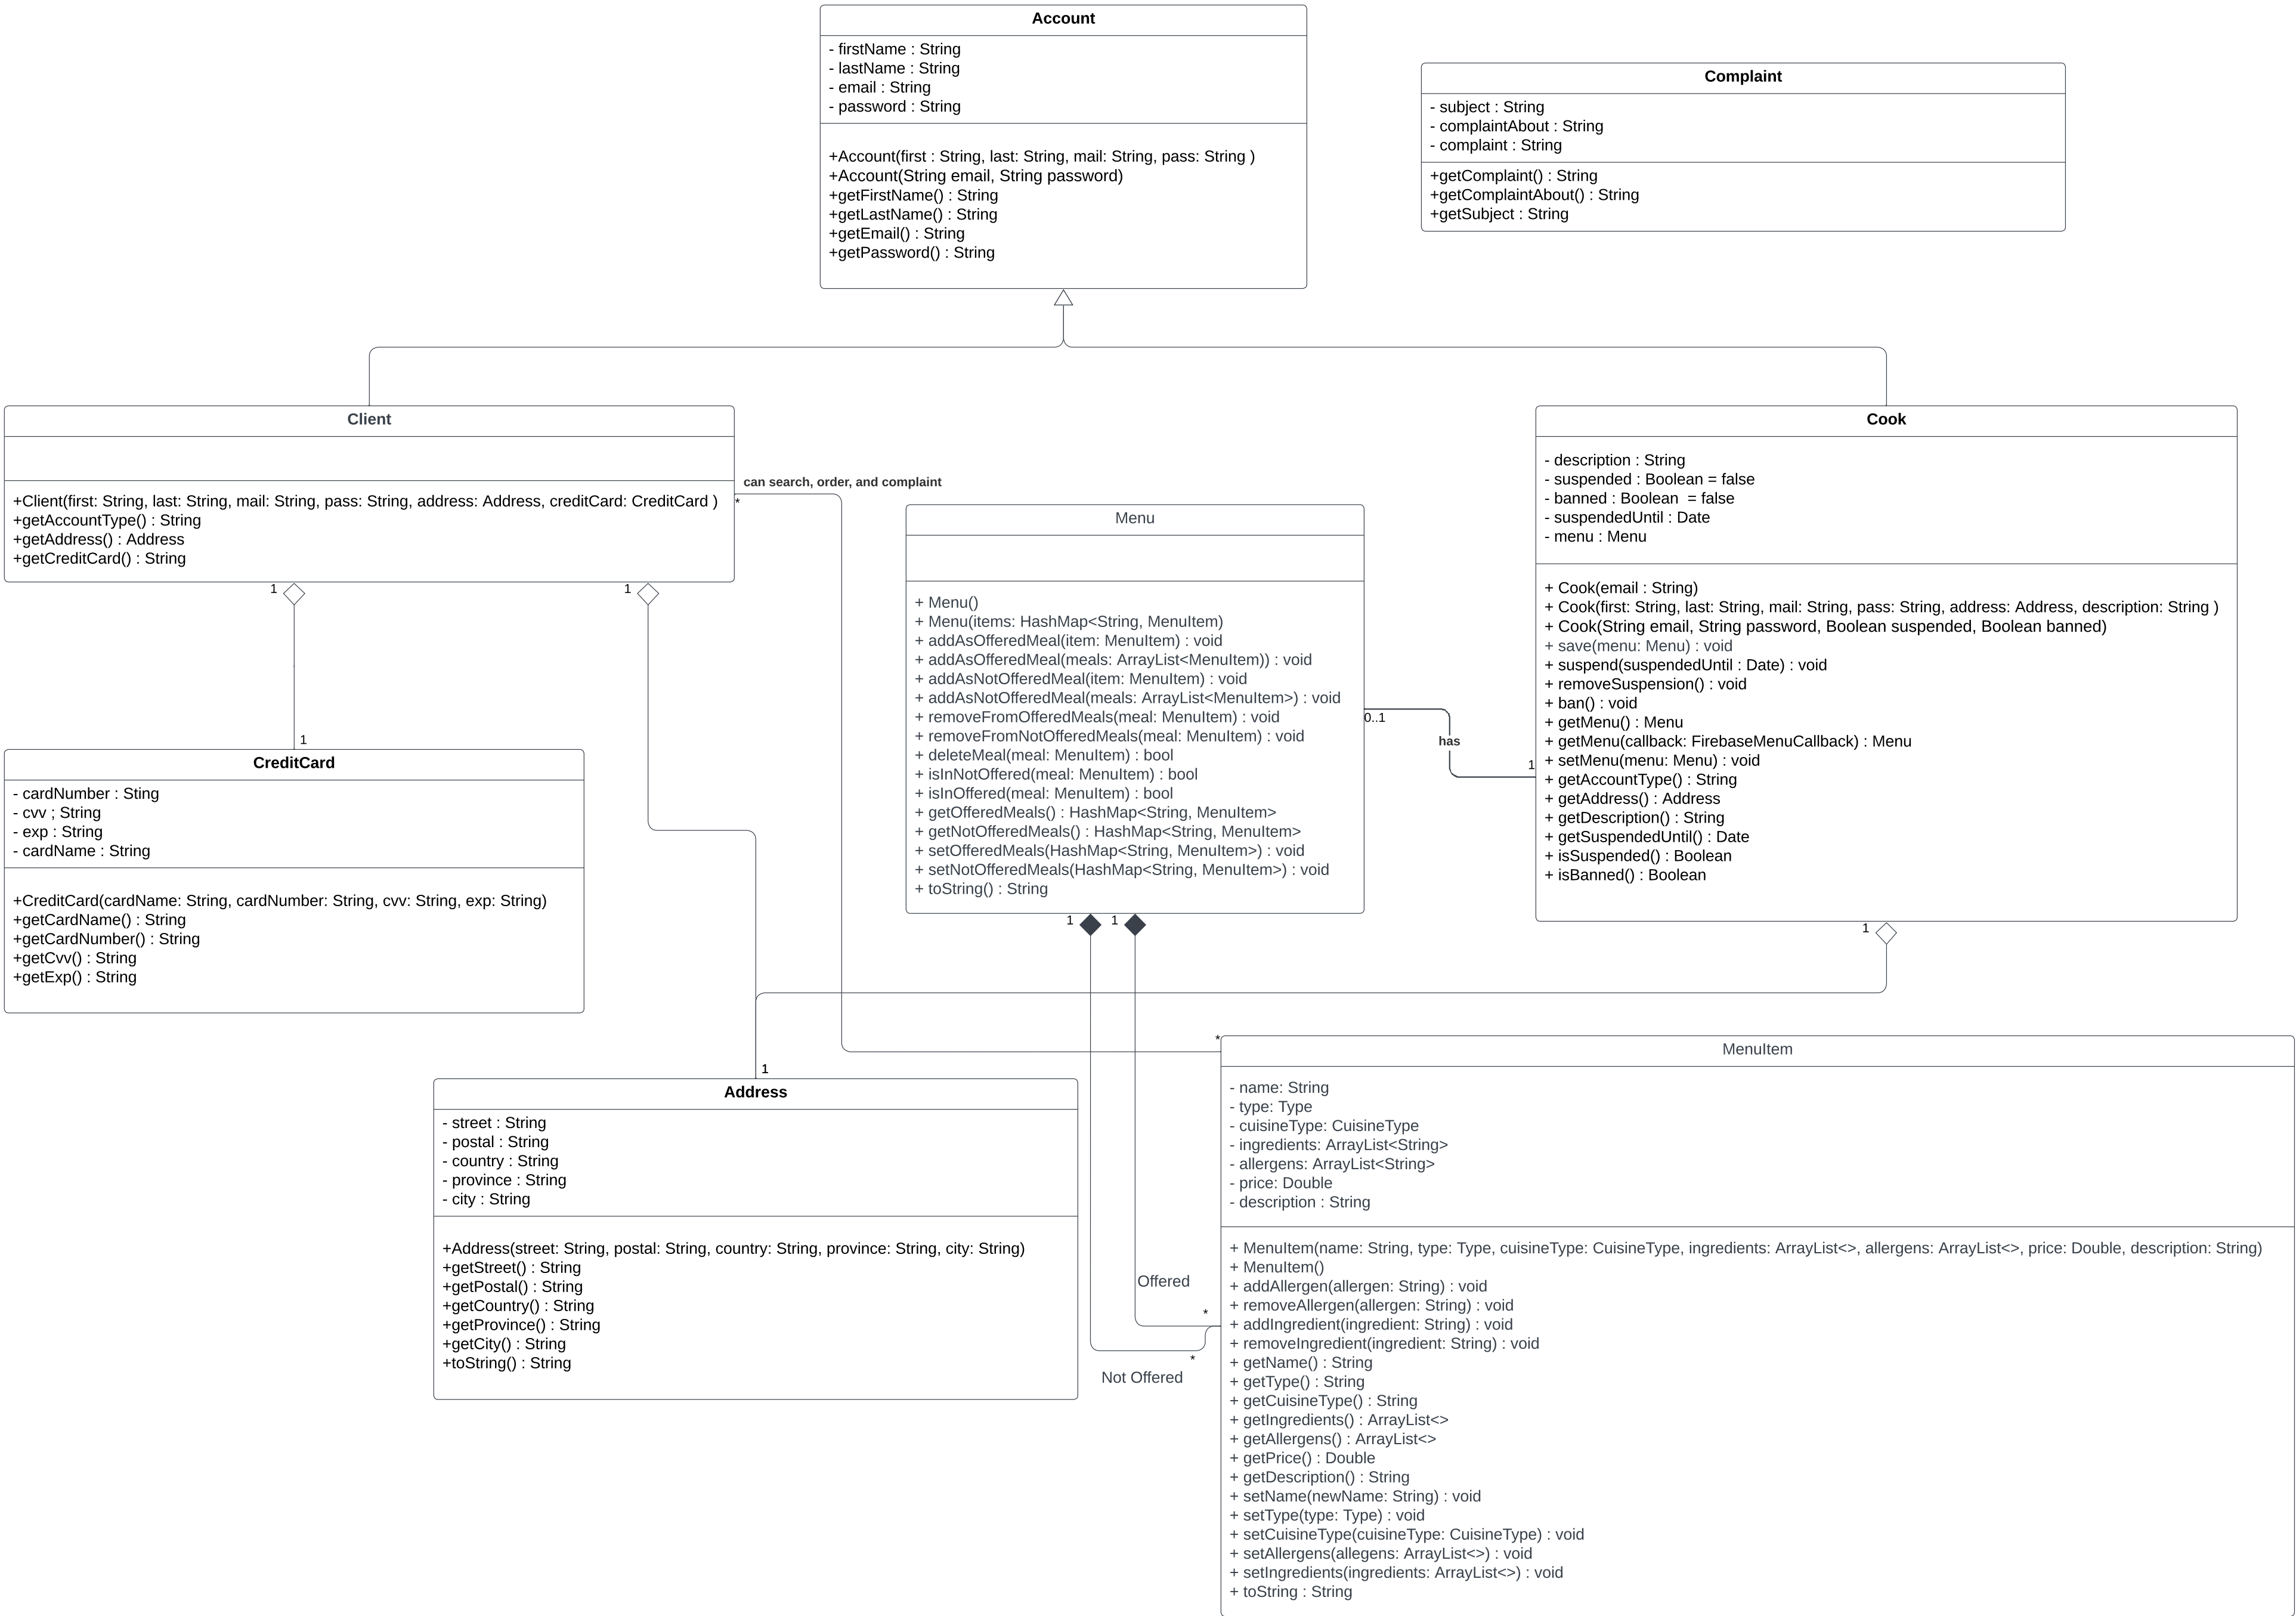 Account
- firstName : String
- lastName : String
- email : String
- password : String
+Account(first : String, last: String, mail: String, pass: String )
+Account(String email, String password)
+getFirstName() : String
+getLastName() : String
+getEmail() : String
+getPassword() : String
Complaint
- subject : String
- complaintAbout : String
- complaint : String
+getComplaint() : String
+getComplaintAbout() : String
+getSubject : String
Client
+Client(first: String, last: String, mail: String, pass: String, address: Address, creditCard: CreditCard )
+getAccountType() : String
+getAddress() : Address
+getCreditCard() : String
can search, order, and complaint
*
1
1
1
Menu
+ Menu()
+ Menu(items: HashMap<String, MenuItem)
+ addAsOfferedMeal(item: MenuItem) : void
+ addAsOfferedMeal(meals: ArrayList<MenuItem)) : void
+ addAsNotOfferedMeal(item: MenuItem) : void
+ addAsNotOfferedMeal(meals: ArrayList<MenuItem>) : void
+ removeFromOfferedMeals(meal: MenuItem) : void
+ removeFromNotOfferedMeals(meal: MenuItem) : void
+ deleteMeal(meal: MenuItem) : bool
+ isInNotOffered(meal: MenuItem) : bool
+ isInOffered(meal: MenuItem) : bool
+ getOfferedMeals() : HashMap<String, MenuItem>
+ getNotOfferedMeals() : HashMap<String, MenuItem>
+ setOfferedMeals(HashMap<String, MenuItem>) : void
+ setNotOfferedMeals(HashMap<String, MenuItem>) : void
+ toString() : String
0..1
has
1
1
1
Cook
- description : String
- suspended : Boolean = false
- banned : Boolean  = false
- suspendedUntil : Date
- menu : Menu
+ Cook(email : String)
+ Cook(first: String, last: String, mail: String, pass: String, address: Address, description: String )
+ Cook(String email, String password, Boolean suspended, Boolean banned)
+ save(menu: Menu) : void
+ suspend(suspendedUntil : Date) : void
+ removeSuspension() : void
+ ban() : void
+ getMenu() : Menu
+ getMenu(callback: FirebaseMenuCallback) : Menu
+ setMenu(menu: Menu) : void
+ getAccountType() : String
+ getAddress() : Address
+ getDescription() : String
+ getSuspendedUntil() : Date
+ isSuspended() : Boolean
+ isBanned() : Boolean
1
CreditCard
- cardNumber : Sting
- cvv ; String
- exp : String
- cardName : String
+CreditCard(cardName: String, cardNumber: String, cvv: String, exp: String)
+getCardName() : String
+getCardNumber() : String
+getCvv() : String
+getExp() : String
1
Address
- street : String
- postal : String
- country : String
- province : String
- city : String
+Address(street: String, postal: String, country: String, province: String, city: String)
+getStreet() : String
+getPostal() : String
+getCountry() : String
+getProvince() : String
+getCity() : String
+toString() : String
Offered
*
*
Not Offered
*
MenuItem
- name: String
- type: Type
- cuisineType: CuisineType
- ingredients: ArrayList<String>
- allergens: ArrayList<String>
- price: Double
- description : String
+ MenuItem(name: String, type: Type, cuisineType: CuisineType, ingredients: ArrayList<>, allergens: ArrayList<>, price: Double, description: String)
+ MenuItem()
+ addAllergen(allergen: String) : void
+ removeAllergen(allergen: String) : void
+ addIngredient(ingredient: String) : void
+ removeIngredient(ingredient: String) : void
+ getName() : String
+ getType() : String
+ getCuisineType() : String
+ getIngredients() : ArrayList<>
+ getAllergens() : ArrayList<>
+ getPrice() : Double
+ getDescription() : String
+ setName(newName: String) : void
+ setType(type: Type) : void
+ setCuisineType(cuisineType: CuisineType) : void
+ setAllergens(allegens: ArrayList<>) : void
+ setIngredients(ingredients: ArrayList<>) : void
+ toString : String